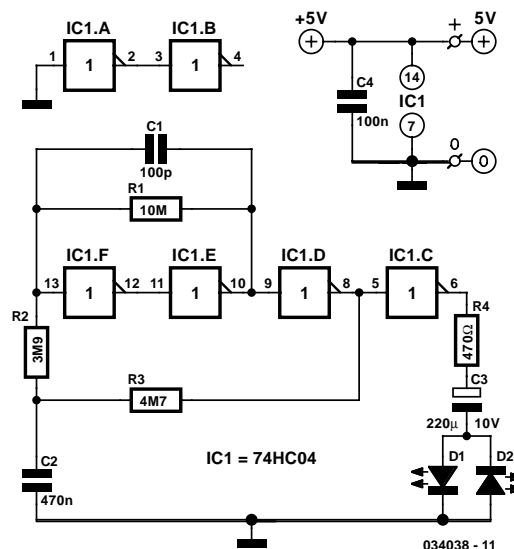 IC1.A IC1.B
1 1 2 3 1 4
+5V + 5V
C4
100n
14
IC1
7
0 0
C1
100p
R1
10M
IC1.F IC1.E IC1.D IC1.C
13 1 12 11 1 10 9 1 8 5 1 6
R2
3M9
R4
470Ω
R3
4M7
C3
220µ 10V
C2
470n
IC1 = 74HC04
D1 D2
034038 - 11